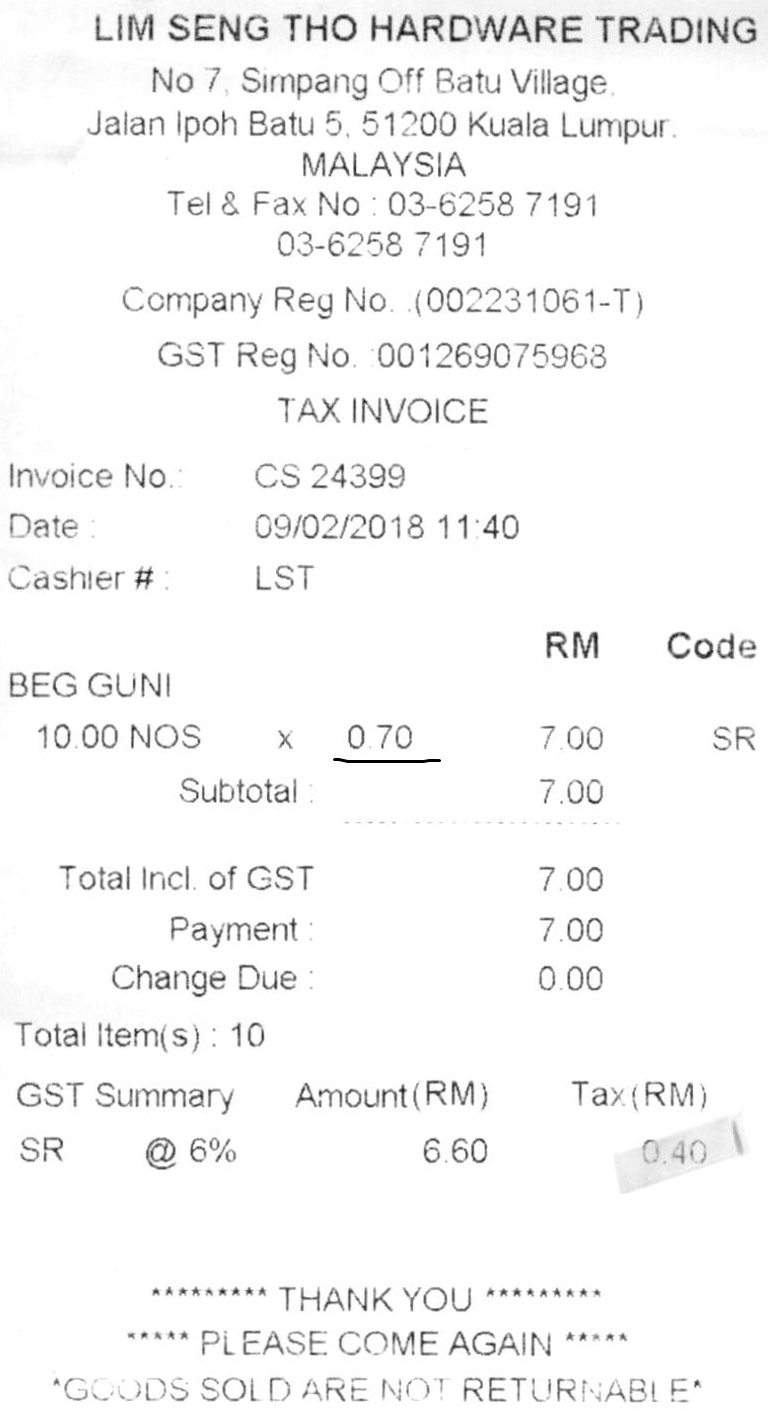 LIM SENG THO HARDWARE TRADING
No 7, Simpang Off Batu Village,
Jalan Ipoh Batu 5, 51200 Kuala Lumpur.
MALAYSIA
Tel & Fax No : 03-6258 7191
03-6258 7191
Company Reg No. :(002231061-T)
GST Reg No. :001269075968
TAX INVOICE
Invoice No.: CS 24399
Date : 09/02/2018 11:40
Cashier # : LST
RM Code
BEG GUNI
10.00 NOS x 0.70 7.00 SR
Subtotal : 7.00
Total Incl. of GST 7.00
Payment : 7.00
Change Due : 0.00
Total Item(s) : 10
GST Summary Amount(RM) Tax(RM)
SR @ 6% 6.60 0.40
********* THANK YOU *********
***** PLEASE COME AGAIN *****
*GOODS SOLD ARE NOT RETURNABLE*